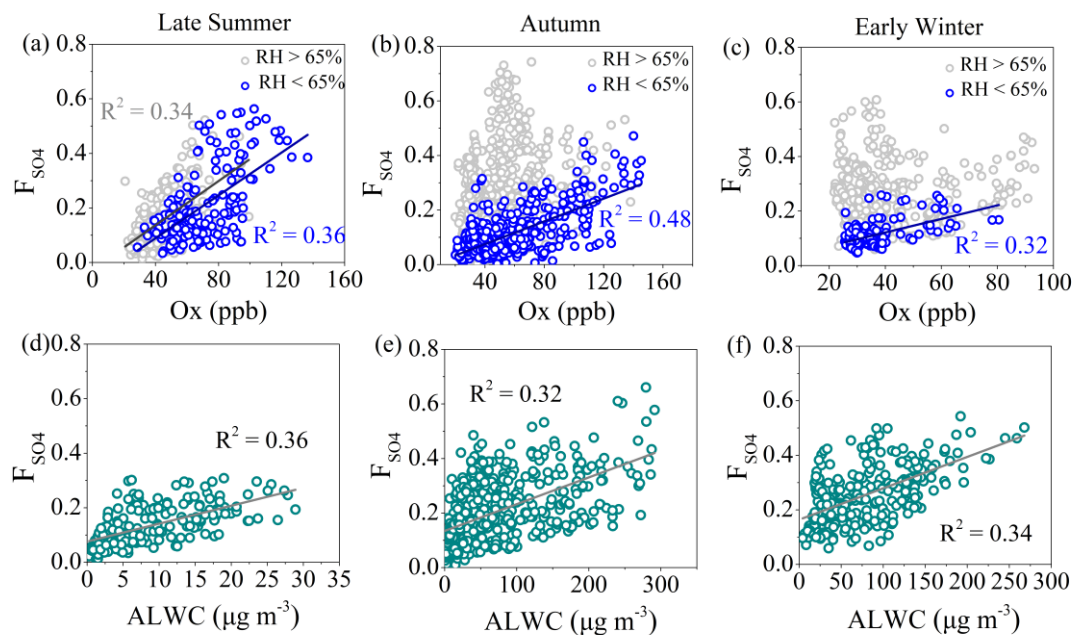 Late Summer
Autumn
Early Winter
(a)
0.8
0.6
0.4
0.2
0.0
F_SO4
RH > 65%
RH < 65%
R² = 0.34
R² = 0.36
0 40 80 120 160
Ox (ppb)
(b)
0.8
0.6
0.4
0.2
0.0
F_SO4
RH > 65%
RH < 65%
R² = 0.48
40 80 120 160
Ox (ppb)
(c)
0.8
0.6
0.4
0.2
0.0
F_SO4
RH > 65%
RH < 65%
R² = 0.32
20 40 60 80 100
Ox (ppb)
(d)
0.8
0.6
0.4
0.2
0.0
F_SO4
R² = 0.36
0 5 10 15 20 25 30 35
ALWC (μg m⁻³)
(e)
0.8
0.6
0.4
0.2
0.0
F_SO4
R² = 0.32
0 100 200 300
ALWC (μg m⁻³)
(f)
0.8
0.6
0.4
0.2
0.0
F_SO4
R² = 0.34
0 50 100 150 200 250 300
ALWC (μg m⁻³)